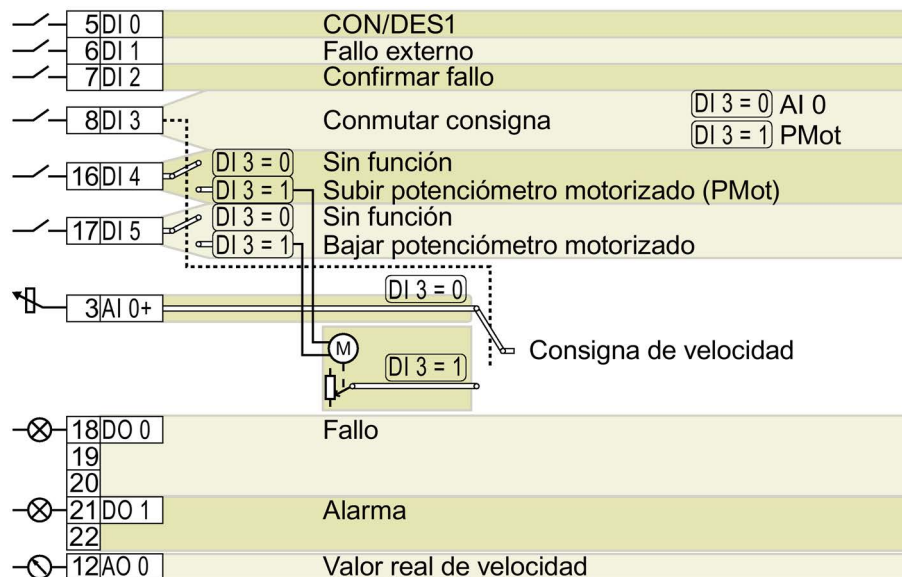 5 DI 0 CON/DES1
6 DI 1 Fallo externo
7 DI 2 Confirmar fallo
8 DI 3 Conmutar consigna DI 3 = 0 AI 0
DI 3 = 1 PMot
16 DI 4 DI 3 = 0 Sin función
DI 3 = 1 Subir potenciómetro motorizado (PMot)
17 DI 5 DI 3 = 0 Sin función
DI 3 = 1 Bajar potenciómetro motorizado
3 AI 0+ DI 3 = 0
M
Consigna de velocidad
DI 3 = 1
18 DO 0 Fallo
19
20
21 DO 1 Alarma
22
12 AO 0 Valor real de velocidad